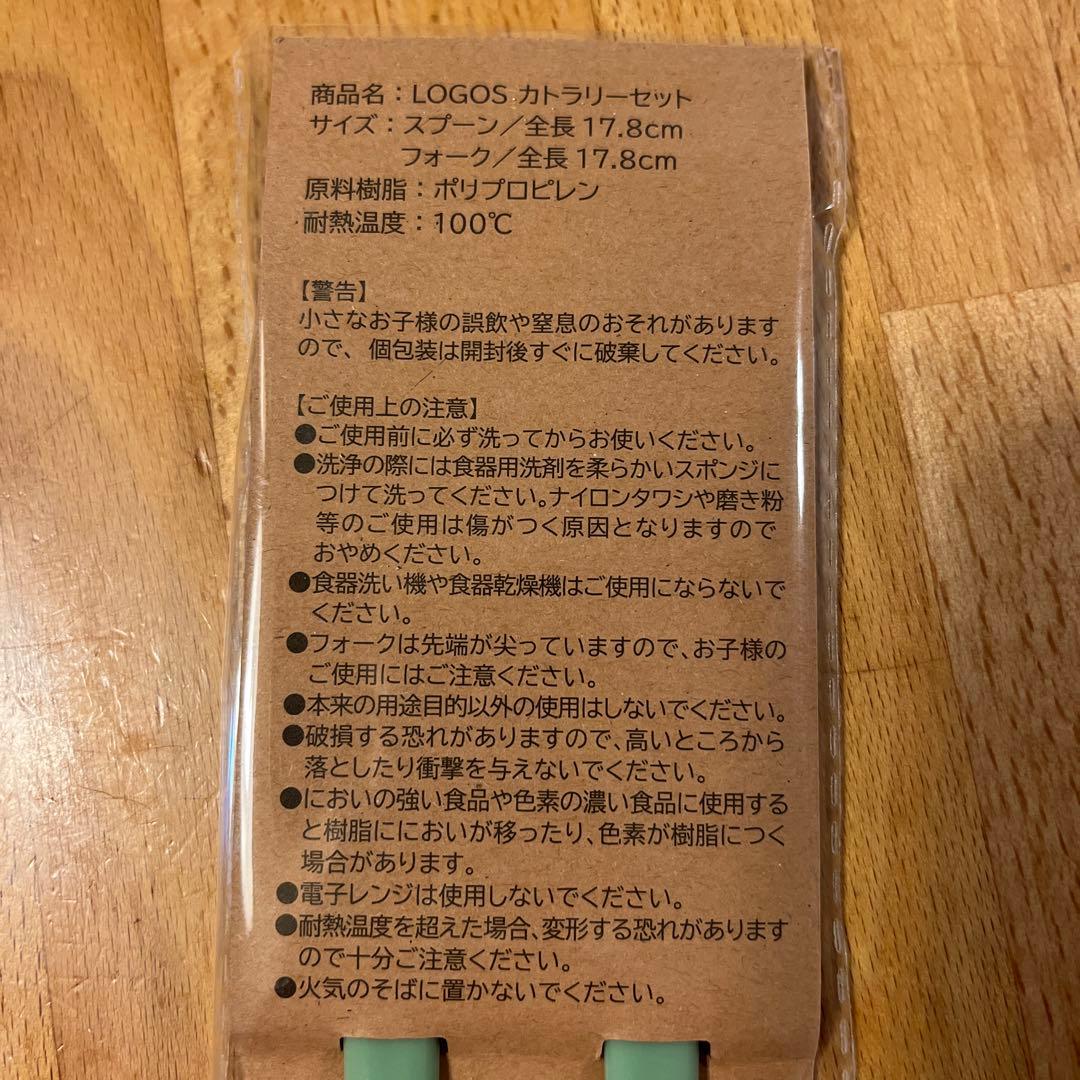 商品名：LOGOS カトラリーセット
サイズ：スプーン／全長17.8cm
フォーク／全長17.8cm
原料樹脂：ポリプロピレン
耐熱温度：100℃
【警告】
小さなお子様の誤飲や窒息のおそれがあります
ので、個包装は開封後すぐに破棄してください。
【ご使用上の注意】
●ご使用前に必ず洗ってからお使いください。
●洗浄の際には食器用洗剤を柔らかいスポンジに
つけて洗ってください。ナイロンタワシや磨き粉
等のご使用は傷がつく原因となりますので
おやめください。
●食器洗い機や食器乾燥機はご使用にならないで
ください。
●フォークは先端が尖っていますので、お子様の
ご使用にはご注意ください。
●本来の用途目的以外の使用はしないでください。
●破損する恐れがありますので、高いところから
落としたり衝撃を与えないでください。
●においの強い食品や色素の濃い食品に使用する
と樹脂ににおいが移ったり、色素が樹脂につく
場合があります。
●電子レンジは使用しないでください。
●耐熱温度を超えた場合、変形する恐れがあります
ので十分ご注意ください。
●火気のそばに置かないでください。